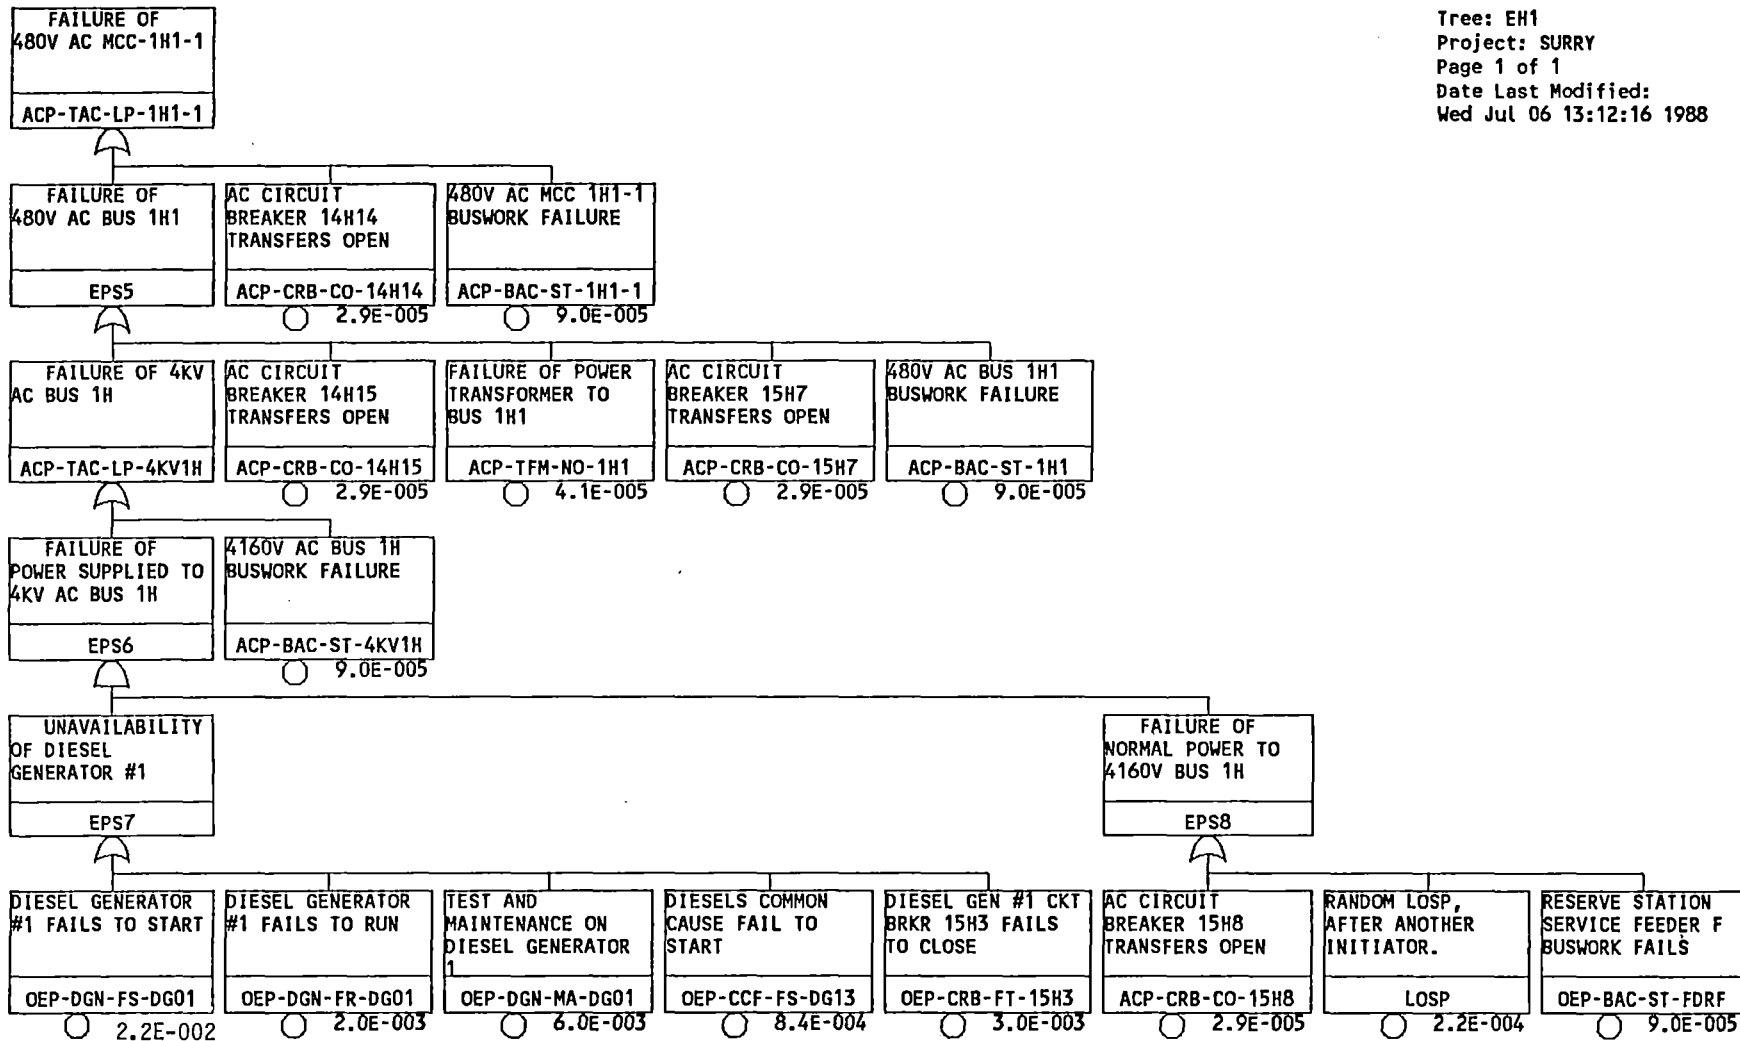 Tree: EH1
Project: SURRY
Page 1 of 1
Date Last Modified:
Wed Jul 06 13:12:16 1988
FAILURE OF
480V AC MCC-1H1-1
ACP-TAC-LP-1H1-1
FAILURE OF
480V AC BUS 1H1
EPS5
AC CIRCUIT
BREAKER 14H14
TRANSFERS OPEN
ACP-CRB-CO-14H14
2.9E-005
480V AC MCC 1H1-1
BUSWORK FAILURE
ACP-BAC-ST-1H1-1
9.0E-005
FAILURE OF 4KV
AC BUS 1H
ACP-TAC-LP-4KV1H
AC CIRCUIT
BREAKER 14H15
TRANSFERS OPEN
ACP-CRB-CO-14H15
2.9E-005
FAILURE OF POWER
TRANSFORMER TO
BUS 1H1
ACP-TFM-NO-1H1
4.1E-005
AC CIRCUIT
BREAKER 15H7
TRANSFERS OPEN
ACP-CRB-CO-15H7
2.9E-005
480V AC BUS 1H1
BUSWORK FAILURE
ACP-BAC-ST-1H1
9.0E-005
FAILURE OF
POWER SUPPLIED TO
4KV AC BUS 1H
EPS6
4160V AC BUS 1H
BUSWORK FAILURE
ACP-BAC-ST-4KV1H
9.0E-005
UNAVAILABILITY
OF DIESEL
GENERATOR #1
EPS7
FAILURE OF
NORMAL POWER TO
4160V BUS 1H
EPS8
DIESEL GENERATOR
#1 FAILS TO START
OEP-DGN-FS-DG01
2.2E-002
DIESEL GENERATOR
#1 FAILS TO RUN
OEP-DGN-FR-DG01
2.0E-003
TEST AND
MAINTENANCE ON
DIESEL GENERATOR
1
OEP-DGN-MA-DG01
6.0E-003
DIESELS COMMON
CAUSE FAIL TO
START
OEP-CCF-FS-DG13
8.4E-004
DIESEL GEN #1 CKT
BRKR 15H3 FAILS
TO CLOSE
OEP-CRB-FT-15H3
3.0E-003
AC CIRCUIT
BREAKER 15H8
TRANSFERS OPEN
ACP-CRB-CO-15H8
2.9E-005
RANDOM LOSP,
AFTER ANOTHER
INITIATOR.
LOSP
2.2E-004
RESERVE STATION
SERVICE FEEDER F
BUSWORK FAILS
OEP-BAC-ST-FDRF
9.0E-005